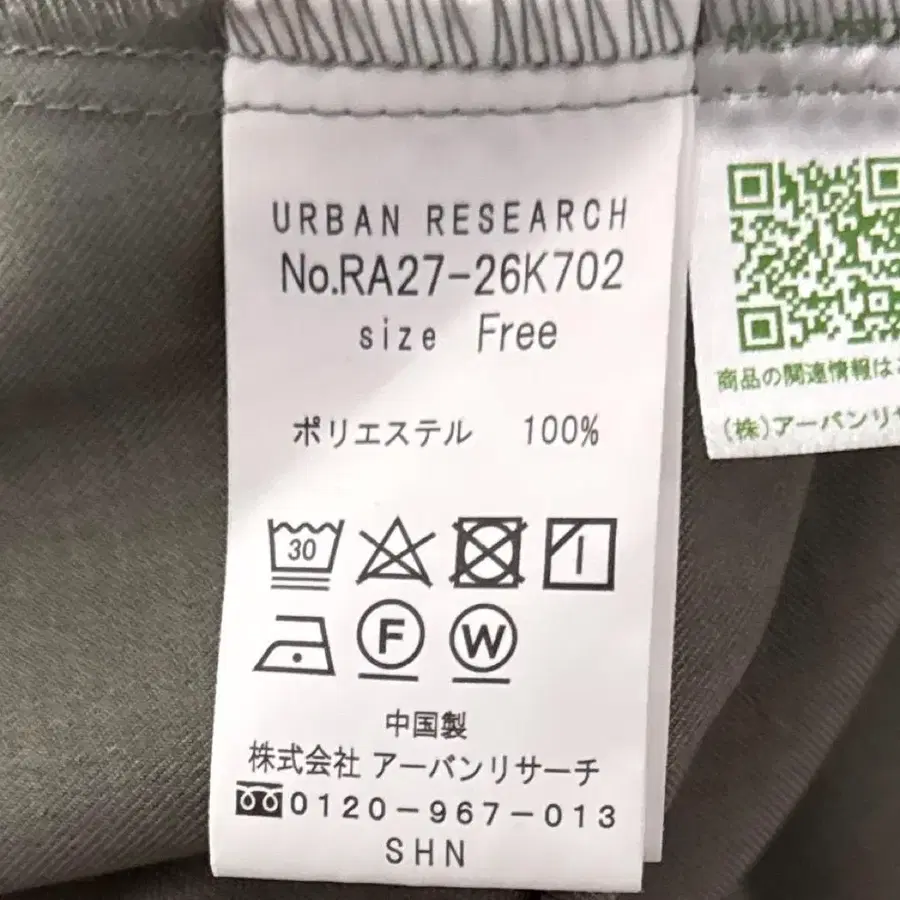 URBAN RESEARCH
No.RA27-26K702
size Free
ポリエステル 100%
30
F W
中国製
株式会社 アーバンリサーチ
0120-967-013
SHN
商品の関連情報は
(株)アーバンリサ